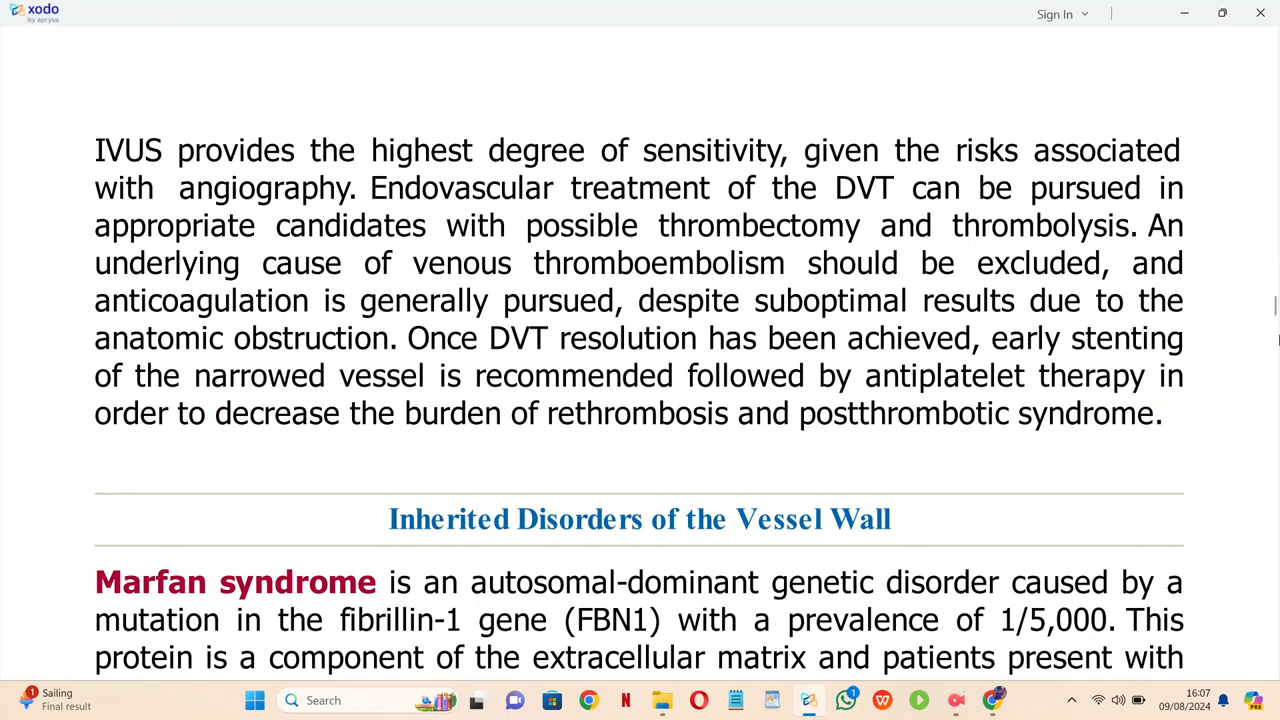 xodo
by apryse
Sign In
IVUS provides the highest degree of sensitivity, given the risks associated
with angiography. Endovascular treatment of the DVT can be pursued in
appropriate candidates with possible thrombectomy and thrombolysis. An
underlying cause of venous thromboembolism should be excluded, and
anticoagulation is generally pursued, despite suboptimal results due to the
anatomic obstruction. Once DVT resolution has been achieved, early stenting
of the narrowed vessel is recommended followed by antiplatelet therapy in
order to decrease the burden of rethrombosis and postthrombotic syndrome.
Inherited Disorders of the Vessel Wall
Marfan syndrome is an autosomal-dominant genetic disorder caused by a
mutation in the fibrillin-1 gene (FBN1) with a prevalence of 1/5,000. This
protein is a component of the extracellular matrix and patients present with
1
Sailing
Final result
Search
1
16:07
09/08/2024
PRE